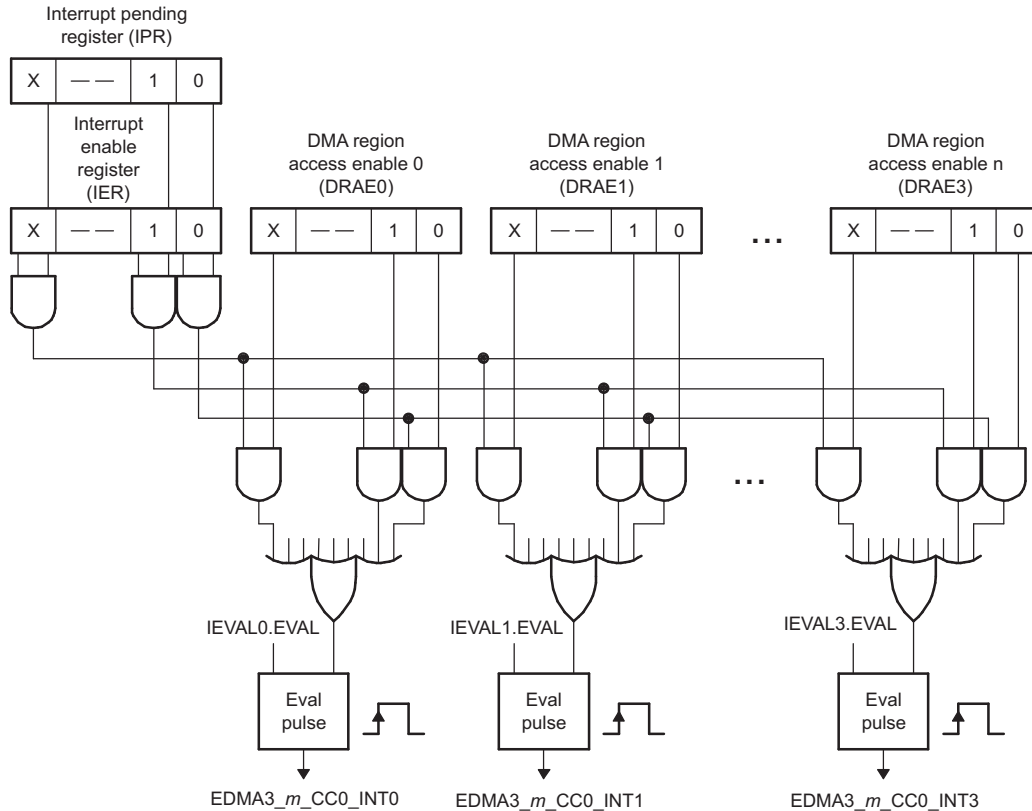 Interrupt pending
register (IPR)
X — — 1 0
Interrupt
enable
register
(IER)
DMA region
access enable 0
(DRAE0)
DMA region
access enable 1
(DRAE1)
DMA region
access enable n
(DRAE3)
X — — 1 0
X — — 1 0
X — — 1 0
...
X — — 1 0
...
IEVAL0.EVAL
IEVAL1.EVAL
IEVAL3.EVAL
Eval
pulse
Eval
pulse
Eval
pulse
EDMA3_m_CC0_INT0
EDMA3_m_CC0_INT1
EDMA3_m_CC0_INT3